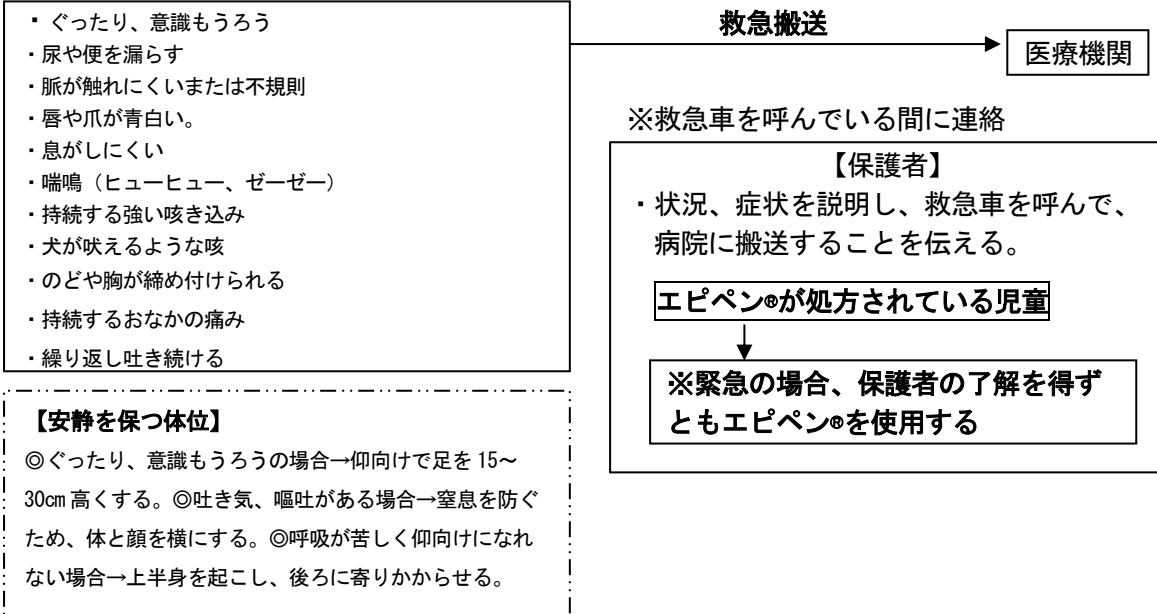 ・ぐったり、意識もうろう
・尿や便を漏らす
・脈が触れにくいまたは不規則
・唇や爪が青白い。
・息がしにくい
・喘鳴（ヒューヒュー、ゼーゼー）
・持続する強い咳き込み
・犬が吠えるような咳
・のどや胸が締め付けられる
・持続するおなかの痛み
・繰り返し吐き続ける
【安静を保つ体位】
◎ぐったり、意識もうろうの場合→仰向けで足を15～
30㎝高くする。◎吐き気、嘔吐がある場合→窒息を防ぐ
ため、体と顔を横にする。◎呼吸が苦しく仰向けになれ
ない場合→上半身を起こし、後ろに寄りかからせる。
救急搬送
医療機関
※救急車を呼んでいる間に連絡
【保護者】
・状況、症状を説明し、救急車を呼んで、
病院に搬送することを伝える。
エピペン®が処方されている児童
※緊急の場合、保護者の了解を得ず
ともエピペン®を使用する